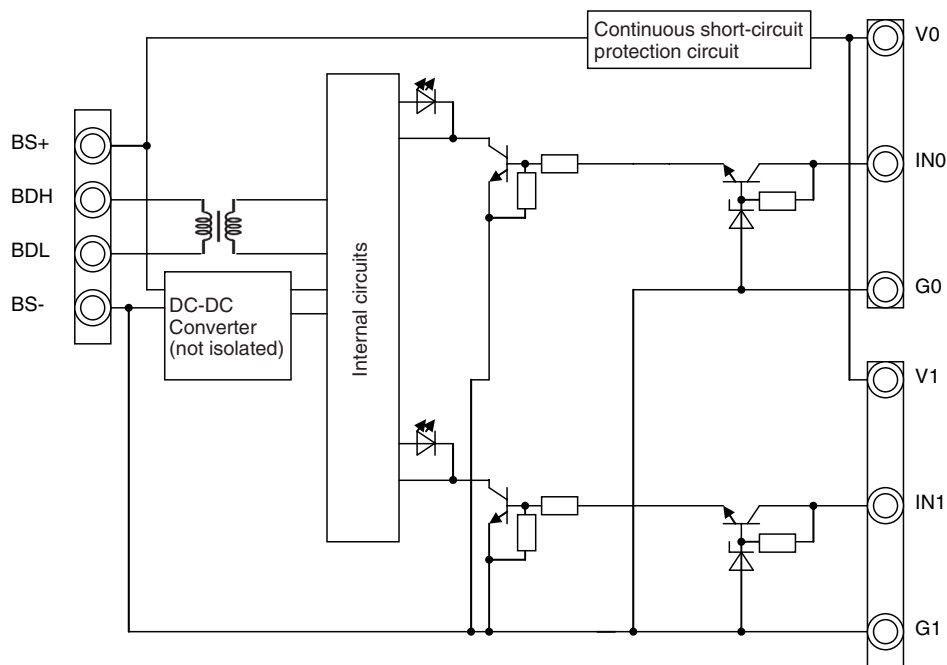 Continuous short-circuit
protection circuit
V0
BS+
BDH
BDL
BS-
DC-DC
Converter
(not isolated)
Internal circuits
IN0
G0
V1
IN1
G1